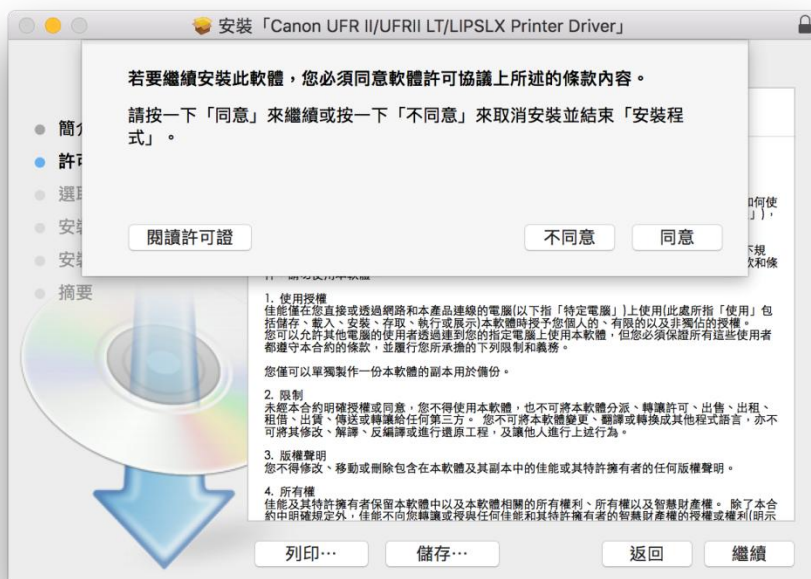 安裝「Canon UFR II/UFRII LT/LIPSLX Printer Driver」
若要繼續安裝此軟體，您必須同意軟體許可協議上所述的條款內容。
請按一下「同意」來繼續或按一下「不同意」來取消安裝並結束「安裝程
式」。
閱讀許可證
不同意
同意
簡
許
選
安
安
摘要
如何使
」)，
下規
款和條
1. 使用授權
佳能僅在您直接或透過網路和本產品連線的電腦(以下指「特定電腦」)上使用(此處所指「使用」包
括儲存、載入、安裝、存取、執行或展示)本軟體時授予您個人的、有限的以及非獨佔的授權。
您可以允許其他電腦的使用者透過連到您的指定電腦上使用本軟體，但您必須保證所有這些使用者
都遵守本合約的條款，並履行您所承擔的下列限制和義務。
您僅可以單獨製作一份本軟體的副本用於備份。
2. 限制
未經本合約明確授權或同意，您不得使用本軟體，也不可將本軟體分派、轉讓許可、出售、出租、
租借、出賃、傳送或轉讓給任何第三方。 您不可將本軟體變更、翻譯或轉換成其他程式語言，亦不
可將其修改、解譯、反編譯或進行還原工程，及讓他人進行上述行為。
3. 版權聲明
您不得修改、移動或刪除包含在本軟體及其副本中的佳能或其特許擁有者的任何版權聲明。
4. 所有權
佳能及其特許擁有者保留本軟體中以及本軟體相關的所有權利、所有權以及智慧財產權。 除了本合
約中明確規定外，佳能不向您轉讓或授與任何佳能和其特許擁有者的智慧財產權的授權或權利(明示
列印…
儲存…
返回
繼續